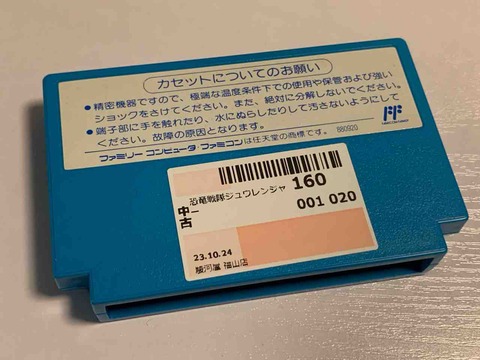 カセットについてのお願い
●精密機器ですので、極端な温度条件下での使用や保管および強い
ショックをさけてください。また、絶対に分解しないでください。
●端子部に手を触れたり、水にぬらしたりして汚さないようにして
ください。故障の原因となります。
ファミリーコンピュータ・ファミコンは任天堂の商標です。 860920
恐竜戦隊ジュウレンジャ
ー
160
中古
001 020
23.10.24
駿河屋 福山店